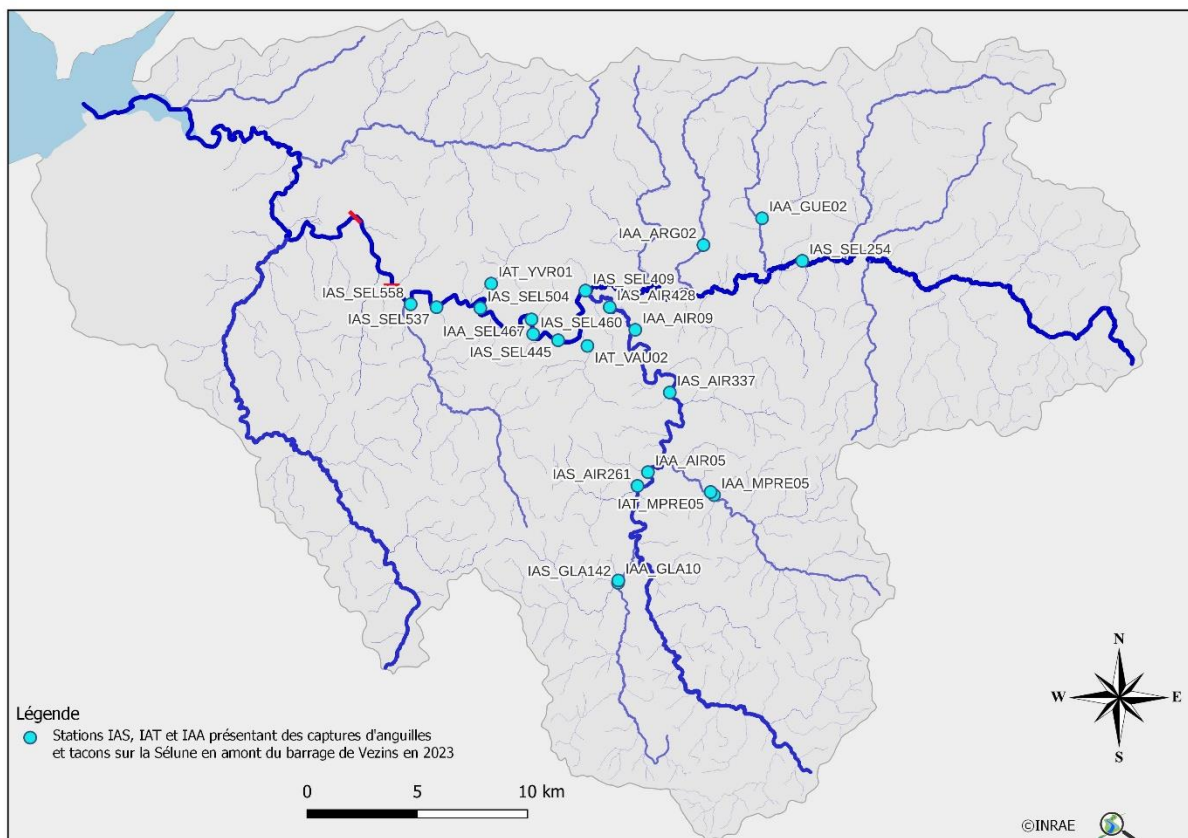 IAA_GUE02
IAA_ARG02
IAS_SEL254
IAT_YVR01
IAS_SEL409
IAS_SEL558
IAS_SEL504
IAS_AIR428
IAS_SEL537
IAA_SEL467
IAS_SEL460
IAA_AIR09
IAS_SEL445
IAT_VAU02
IAS_AIR337
IAA_AIR05
IAS_AIR261
IAA_MPRE05
IAT_MPRE05
IAS_GLA142
IAA_GLA10
N
W
E
S
Légende
Stations IAS, IAT et IAA présentant des captures d'anguilles
et tacons sur la Sélune en amont du barrage de Vezins en 2023
0 5 10 km
©INRAE